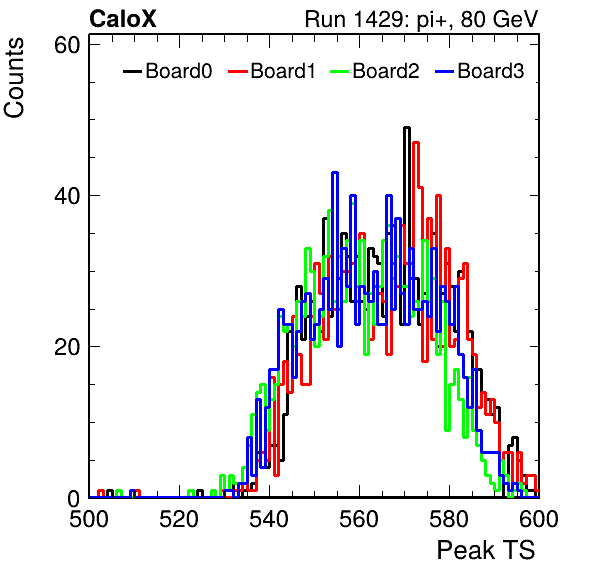 CaloX Run 1429: pi+, 80 GeV
Counts
60
Board0 Board1 Board2 Board3
40
20
0
500 520 540 560 580 600
Peak TS